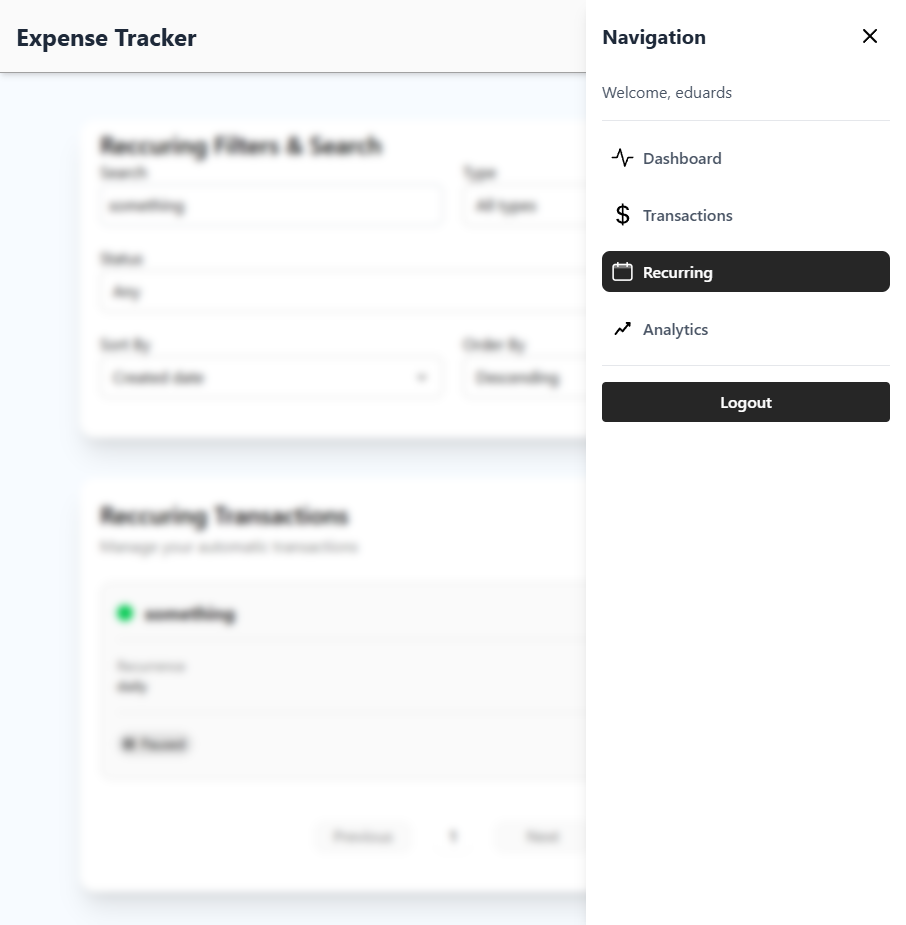 Expense Tracker
Navigation
Welcome, eduards
Dashboard
Transactions
Recurring
Analytics
Logout
Reccuring Filters & Search
Search
Type
something
All types
Status
Any
Sort By
Order By
Created date
Descending
Reccuring Transactions
Manage your automatic transactions
something
Recurrence
daily
Paused
Previous
1
Next